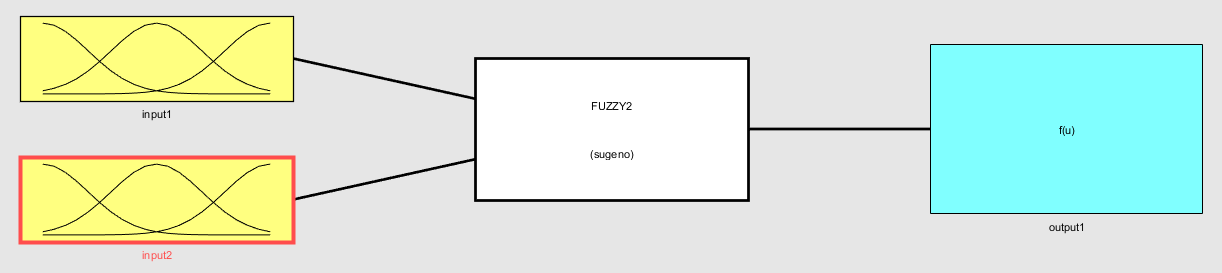 input1
input2
FUZZY2
(sugeno)
f(u)
output1